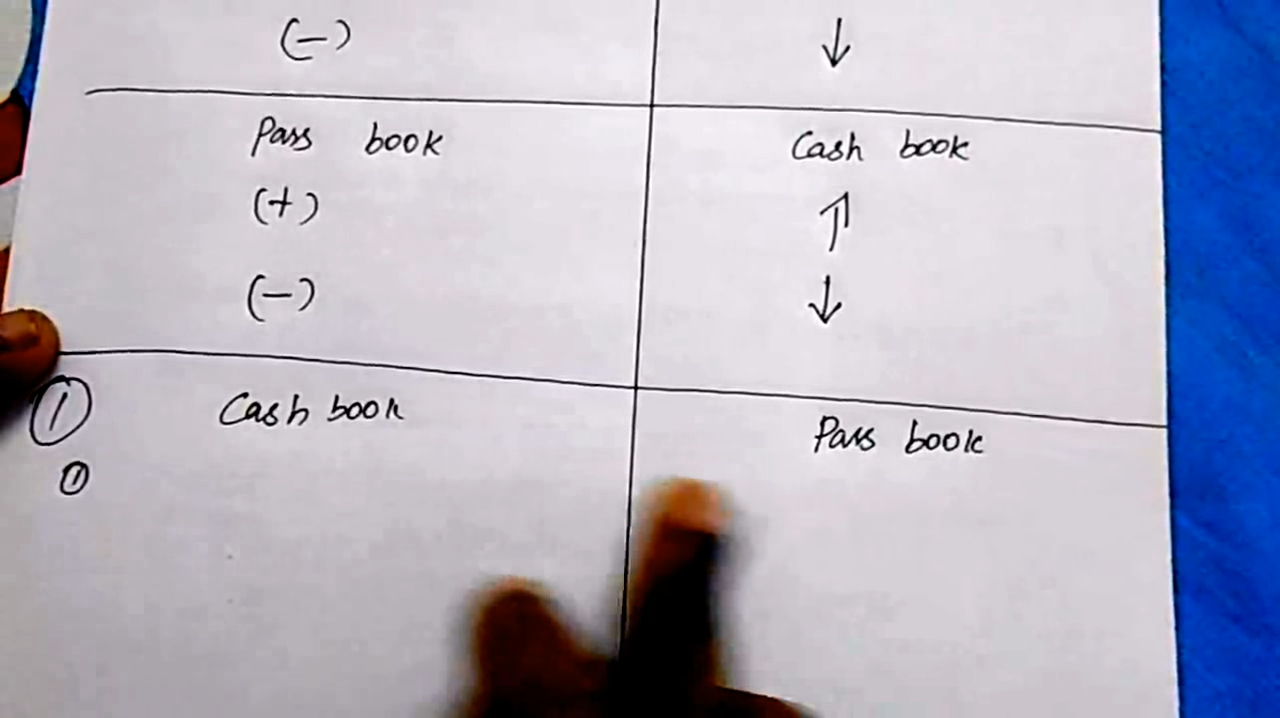 (-) ↓
Pass book Cash book
(+) ↑
(-) ↓
① Cash book Pass book
①